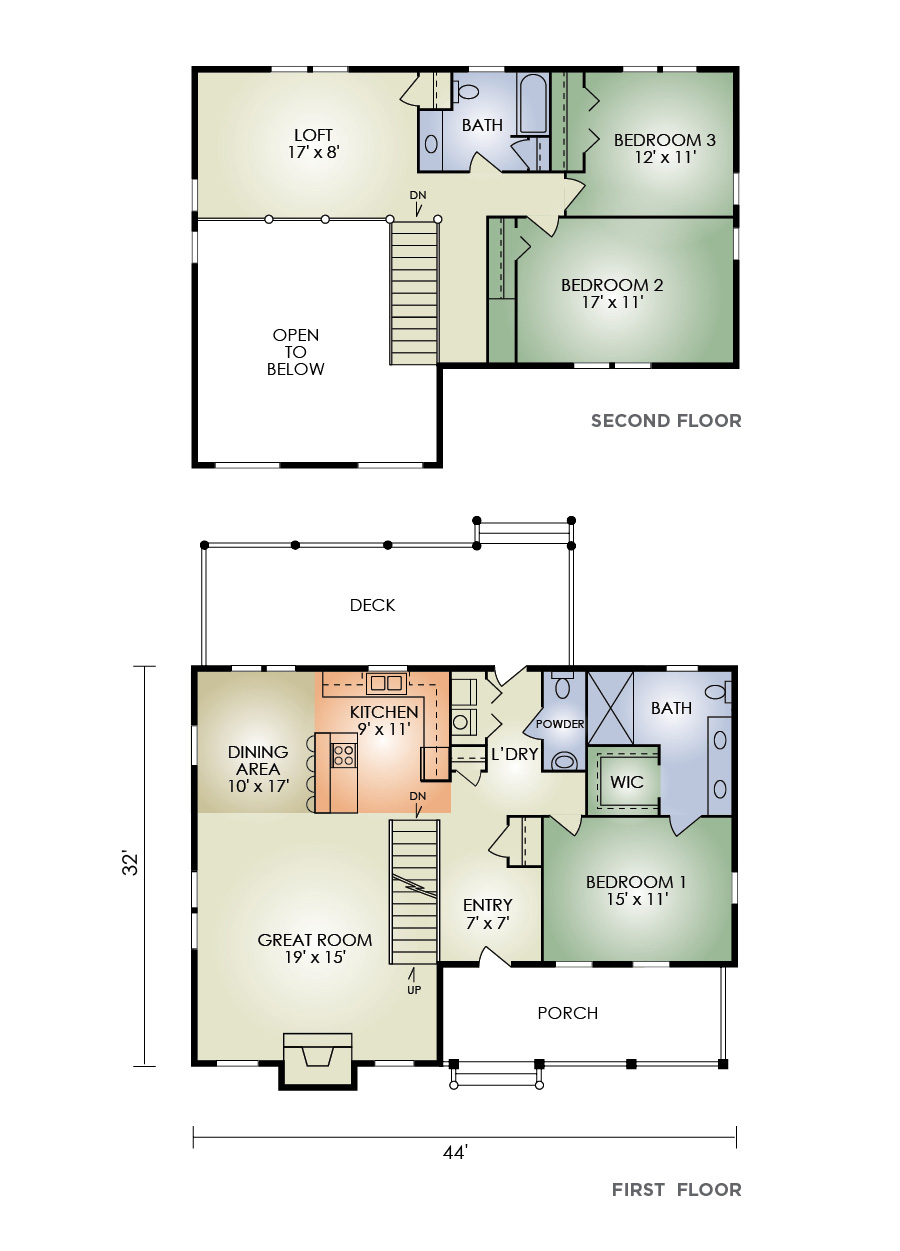 LOFT
17' x 8'
BATH
BEDROOM 3
12' x 11'
DN
BEDROOM 2
17' x 11'
OPEN
TO
BELOW
SECOND FLOOR
DECK
KITCHEN
9' x 11'
POWDER
BATH
DINING
AREA
10' x 17'
L'DRY
WIC
DN
32'
BEDROOM 1
15' x 11'
ENTRY
7' x 7'
GREAT ROOM
19' x 15'
UP
PORCH
44'
FIRST FLOOR